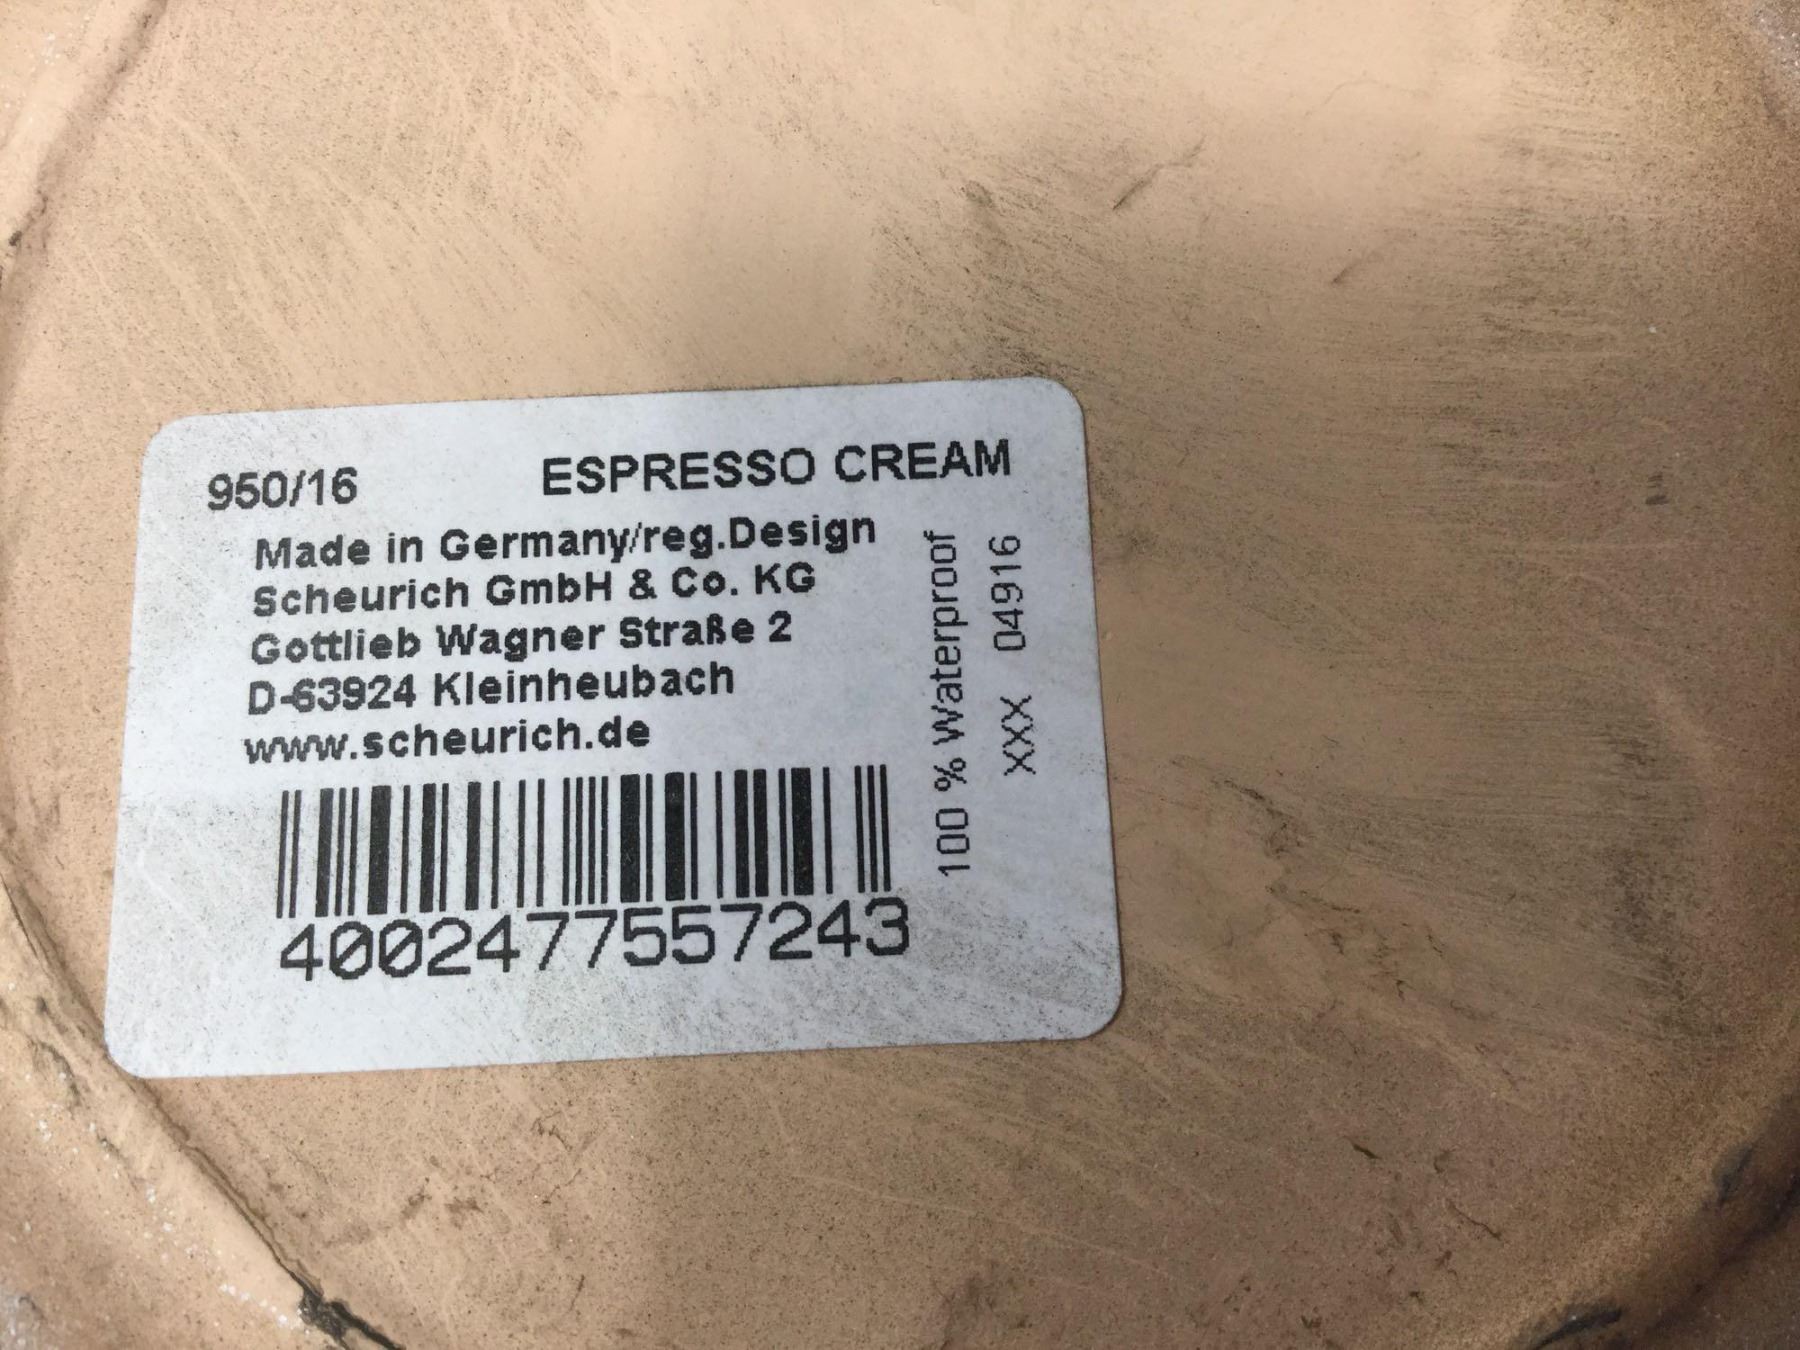 950/16 ESPRESSO CREAM
Made in Germany/reg.Design
Scheurich GmbH & Co. KG
Gottlieb Wagner Straße 2
D-63924 Kleinheubach
www.scheurich.de
4002477557243
100 % Waterproof
XXX 04916